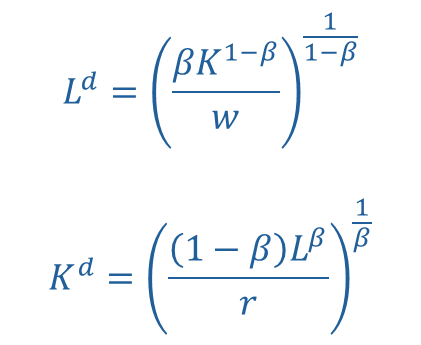 L^d = (βK^{1−β} / w)^{1/(1−β)}
K^d = ((1 − β)L^β / r)^{1/β}